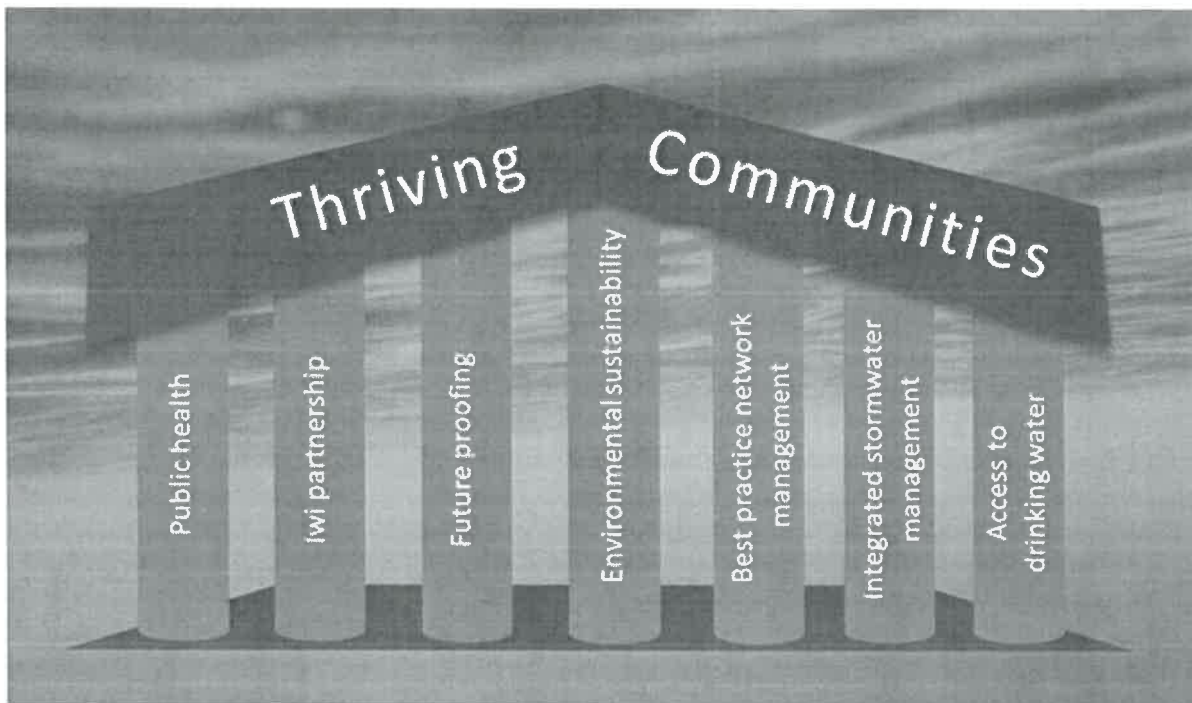 Thriving Communities
Public health
Iwi partnership
Future proofing
Environmental sustainability
Best practice network
management
Integrated stormwater
management
Access to
drinking water